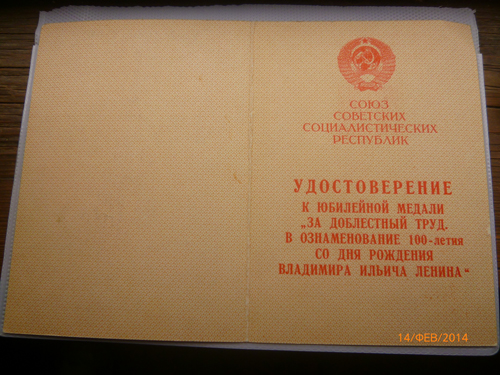 СОЮЗ
СОВЕТСКИХ
СОЦИАЛИСТИЧЕСКИХ
РЕСПУБЛИК
УДОСТОВЕРЕНИЕ
К ЮБИЛЕЙНОЙ МЕДАЛИ
„ЗА ДОБЛЕСТНЫЙ ТРУД.
В ОЗНАМЕНОВАНИЕ 100-летия
СО ДНЯ РОЖДЕНИЯ
ВЛАДИМИРА ИЛЬИЧА ЛЕНИНА“
14/ФЕВ/2014